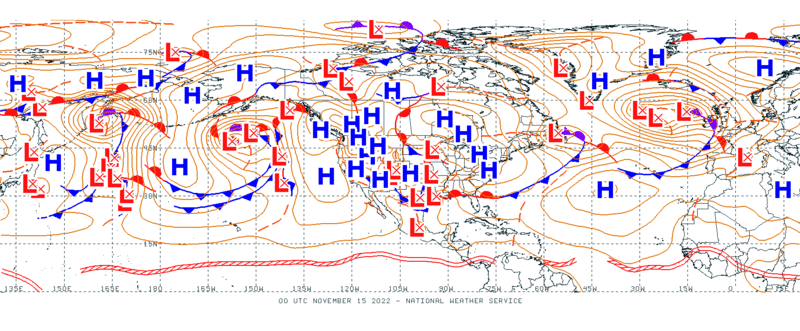 L
H L 75N H
L H
H L H H H L H H
L H L H H L
L L 60N H L L L L
L H H H
L L H H L L
L L H H L
L H L H H 45N H H L
H L L H H H H
L L L H H H L H L
L L L L H H
L L 30N L L
L
15N L
135E 150E 165E 180 165W 150W 135W 120W 105W 90W 75W 60W 45W 30W 15W 0 15E
00 UTC NOVEMBER 15 2022 - NATIONAL WEATHER SERVICE